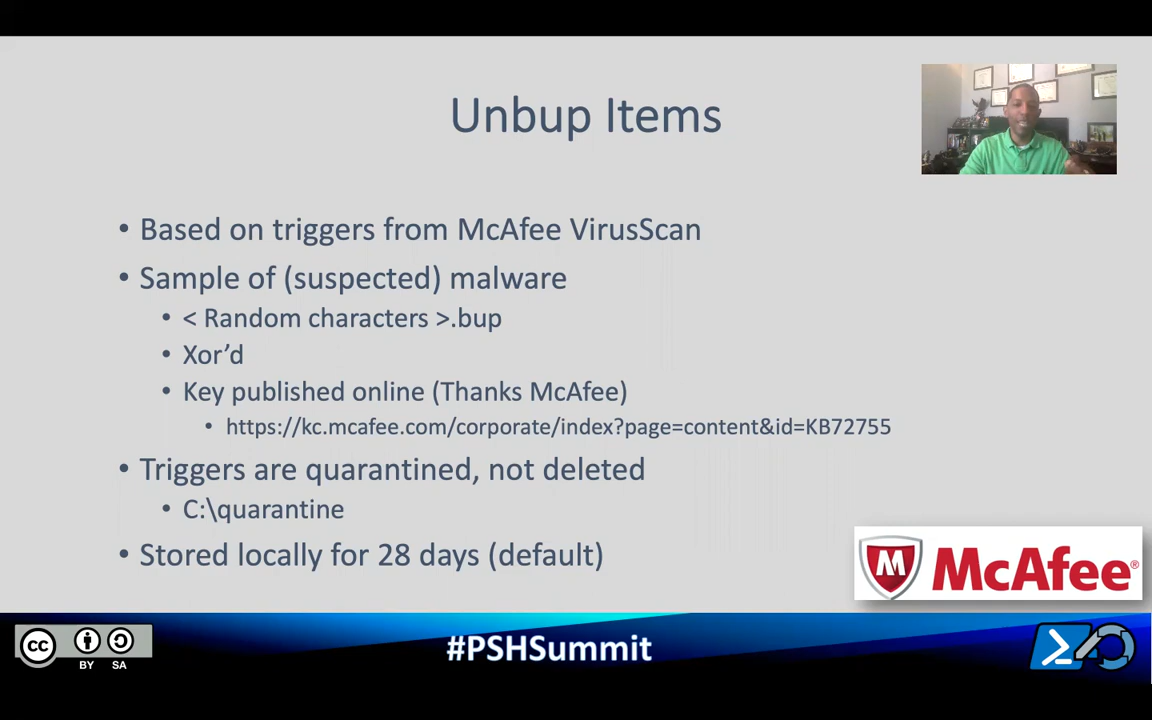 Unbup Items
• Based on triggers from McAfee VirusScan
• Sample of (suspected) malware
• < Random characters >.bup
• Xor’d
• Key published online (Thanks McAfee)
• https://kc.mcafee.com/corporate/index?page=content&id=KB72755
• Triggers are quarantined, not deleted
• C:\quarantine
• Stored locally for 28 days (default)
M McAfee®
cc BY SA
#PSHSummit